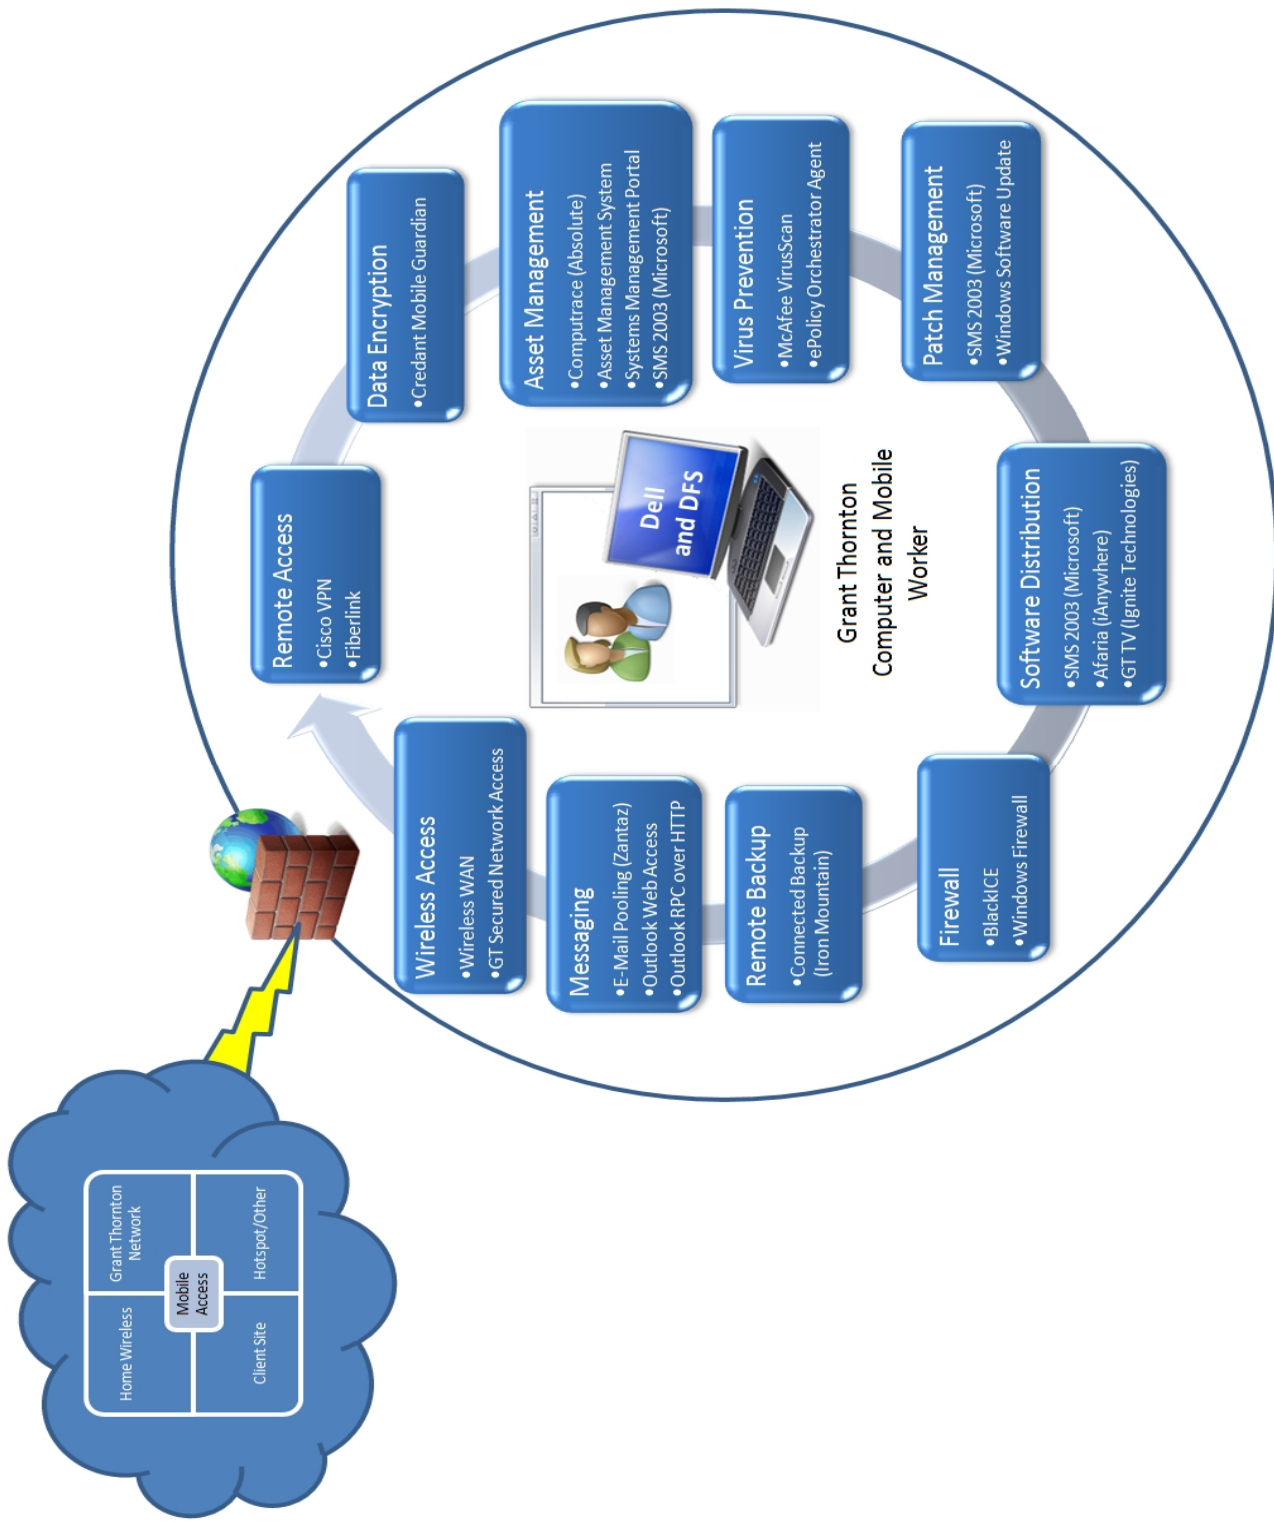 Home Wireless
Grant Thornton
Network
Mobile
Access
Client Site
Hotspot/Other
Remote Access
•Cisco VPN
•Fiberlink
Data Encryption
•Credant Mobile Guardian
Asset Management
•Computrace (Absolute)
•Asset Management System
•Systems Management Portal
•SMS 2003 (Microsoft)
Virus Prevention
•McAfee VirusScan
•ePolicy Orchestrator Agent
Patch Management
•SMS 2003 (Microsoft)
•Windows Software Update
Software Distribution
•SMS 2003 (Microsoft)
•Afaria (iAnywhere)
•GT TV (Ignite Technologies)
Firewall
•BlackICE
•Windows Firewall
Remote Backup
•Connected Backup
(Iron Mountain)
Messaging
•E-Mail Pooling (Zantaz)
•Outlook Web Access
•Outlook RPC over HTTP
Wireless Access
•Wireless WAN
•GT Secured Network Access
Dell
and DFS
Grant Thornton
Computer and Mobile
Worker